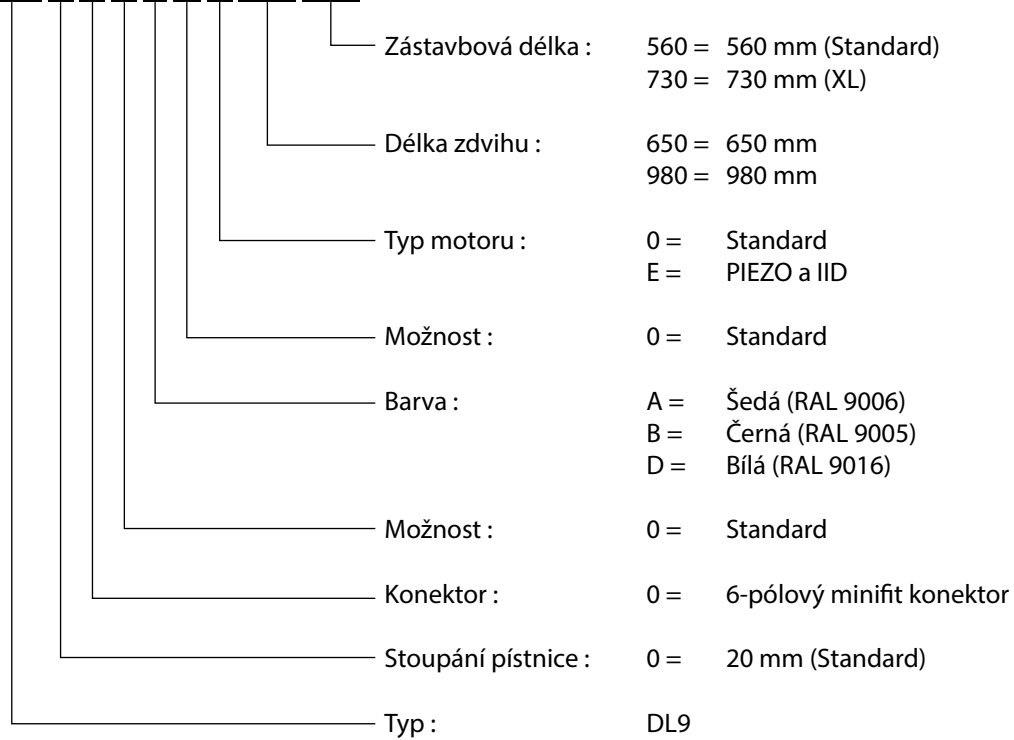 Zástavbová délka : 560 = 560 mm (Standard)
730 = 730 mm (XL)
Délka zdvihu : 650 = 650 mm
980 = 980 mm
Typ motoru : 0 = Standard
E = PIEZO a IID
Možnost : 0 = Standard
Barva : A = Šedá (RAL 9006)
B = Černá (RAL 9005)
D = Bílá (RAL 9016)
Možnost : 0 = Standard
Konektor : 0 = 6-pólový minifit konektor
Stoupání pístnice : 0 = 20 mm (Standard)
Typ : DL9